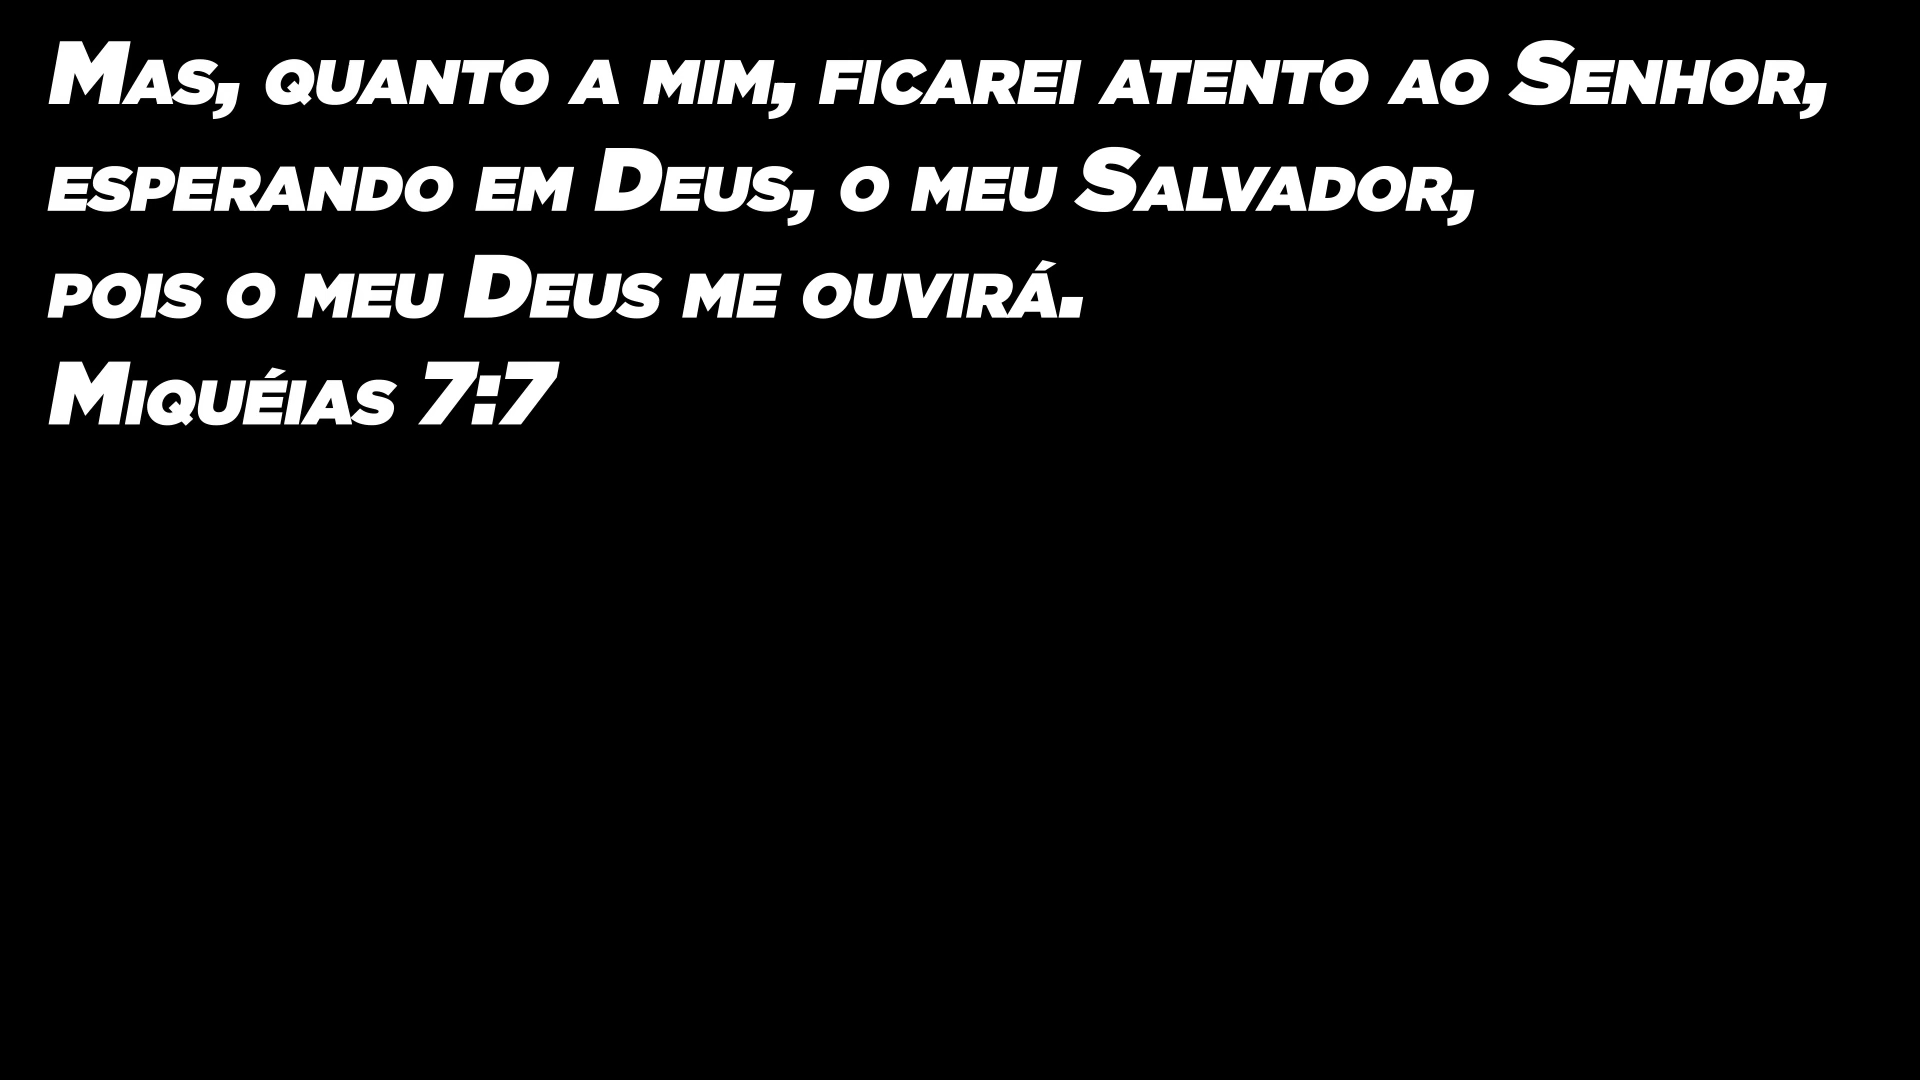 Mas, quanto a mim, ficarei atento ao Senhor,
esperando em Deus, o meu Salvador,
pois o meu Deus me ouvirá.
Miquéias 7:7